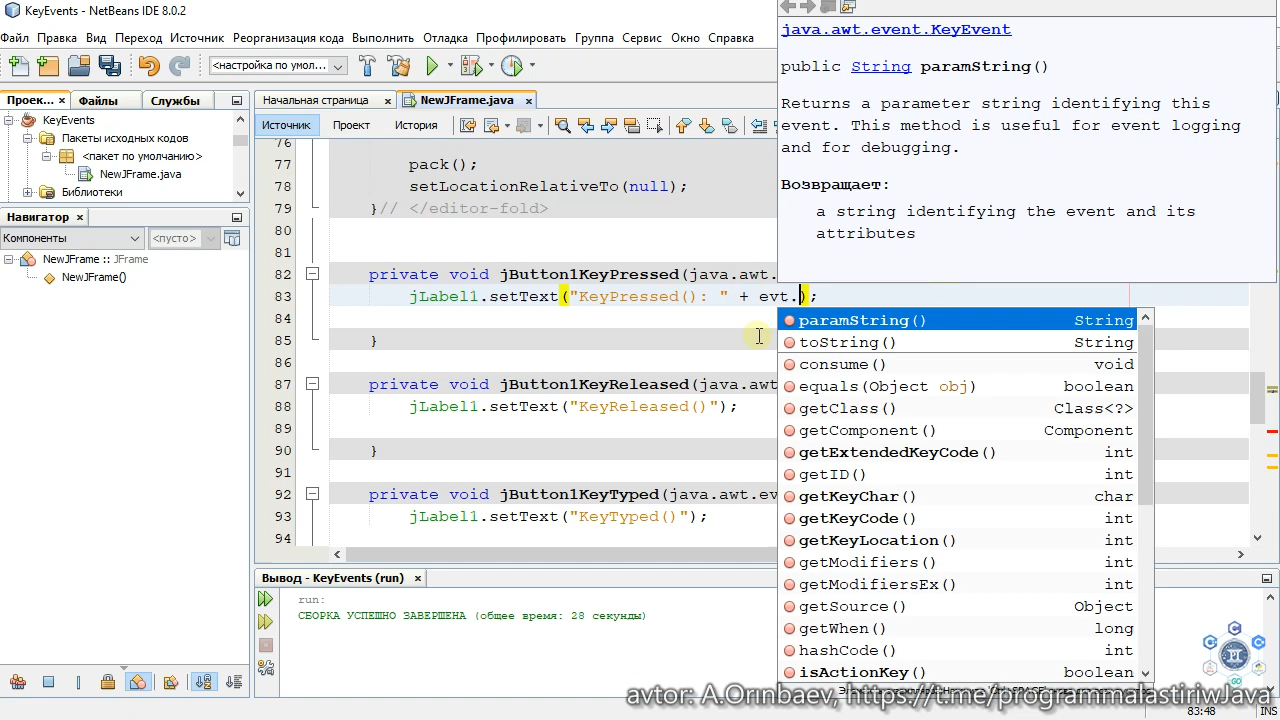 KeyEvents - NetBeans IDE 8.0.2
Файл Правка Вид Переход Источник Реорганизация кода Выполнить Отладка Профилировать Группа Сервис Окно Справка
<настройка по умол...
Проек... × Файлы Службы
Начальная страница × NewJFrame.java ×
Источник Проект История
KeyEvents
Пакеты исходных кодов
<пакет по умолчанию>
NewJFrame.java
Библиотеки
Навигатор ×
Компоненты <пусто>
NewJFrame :: JFrame
NewJFrame()
76
77 pack();
78 setLocationRelativeTo(null);
79 }// </editor-fold>
80
81
82 private void jButton1KeyPressed(java.awt.
83 jLabel1.setText("KeyPressed(): " + evt.);
84
85 }
86
87 private void jButton1KeyReleased(java.awt
88 jLabel1.setText("KeyReleased()");
89
90 }
91
92 private void jButton1KeyTyped(java.awt.ev
93 jLabel1.setText("KeyTyped()");
94
java.awt.event.KeyEvent
public String paramString()
Returns a parameter string identifying this
event. This method is useful for event logging
and for debugging.
Возвращает:
a string identifying the event and its
attributes
paramString() String
toString() String
consume() void
equals(Object obj) boolean
getClass() Class<?>
getComponent() Component
getExtendedKeyCode() int
getID() int
getKeyChar() char
getKeyCode() int
getKeyLocation() int
getModifiers() int
getModifiersEx() int
getSource() Object
getWhen() long
hashCode() int
isActionKey() boolean
Вывод - KeyEvents (run) ×
run:
СБОРКА УСПЕШНО ЗАВЕРШЕНА (общее время: 28 секунды)
avtor: A.Orinbaev, https://t.me/programmalastiriwJava
83:48 INS